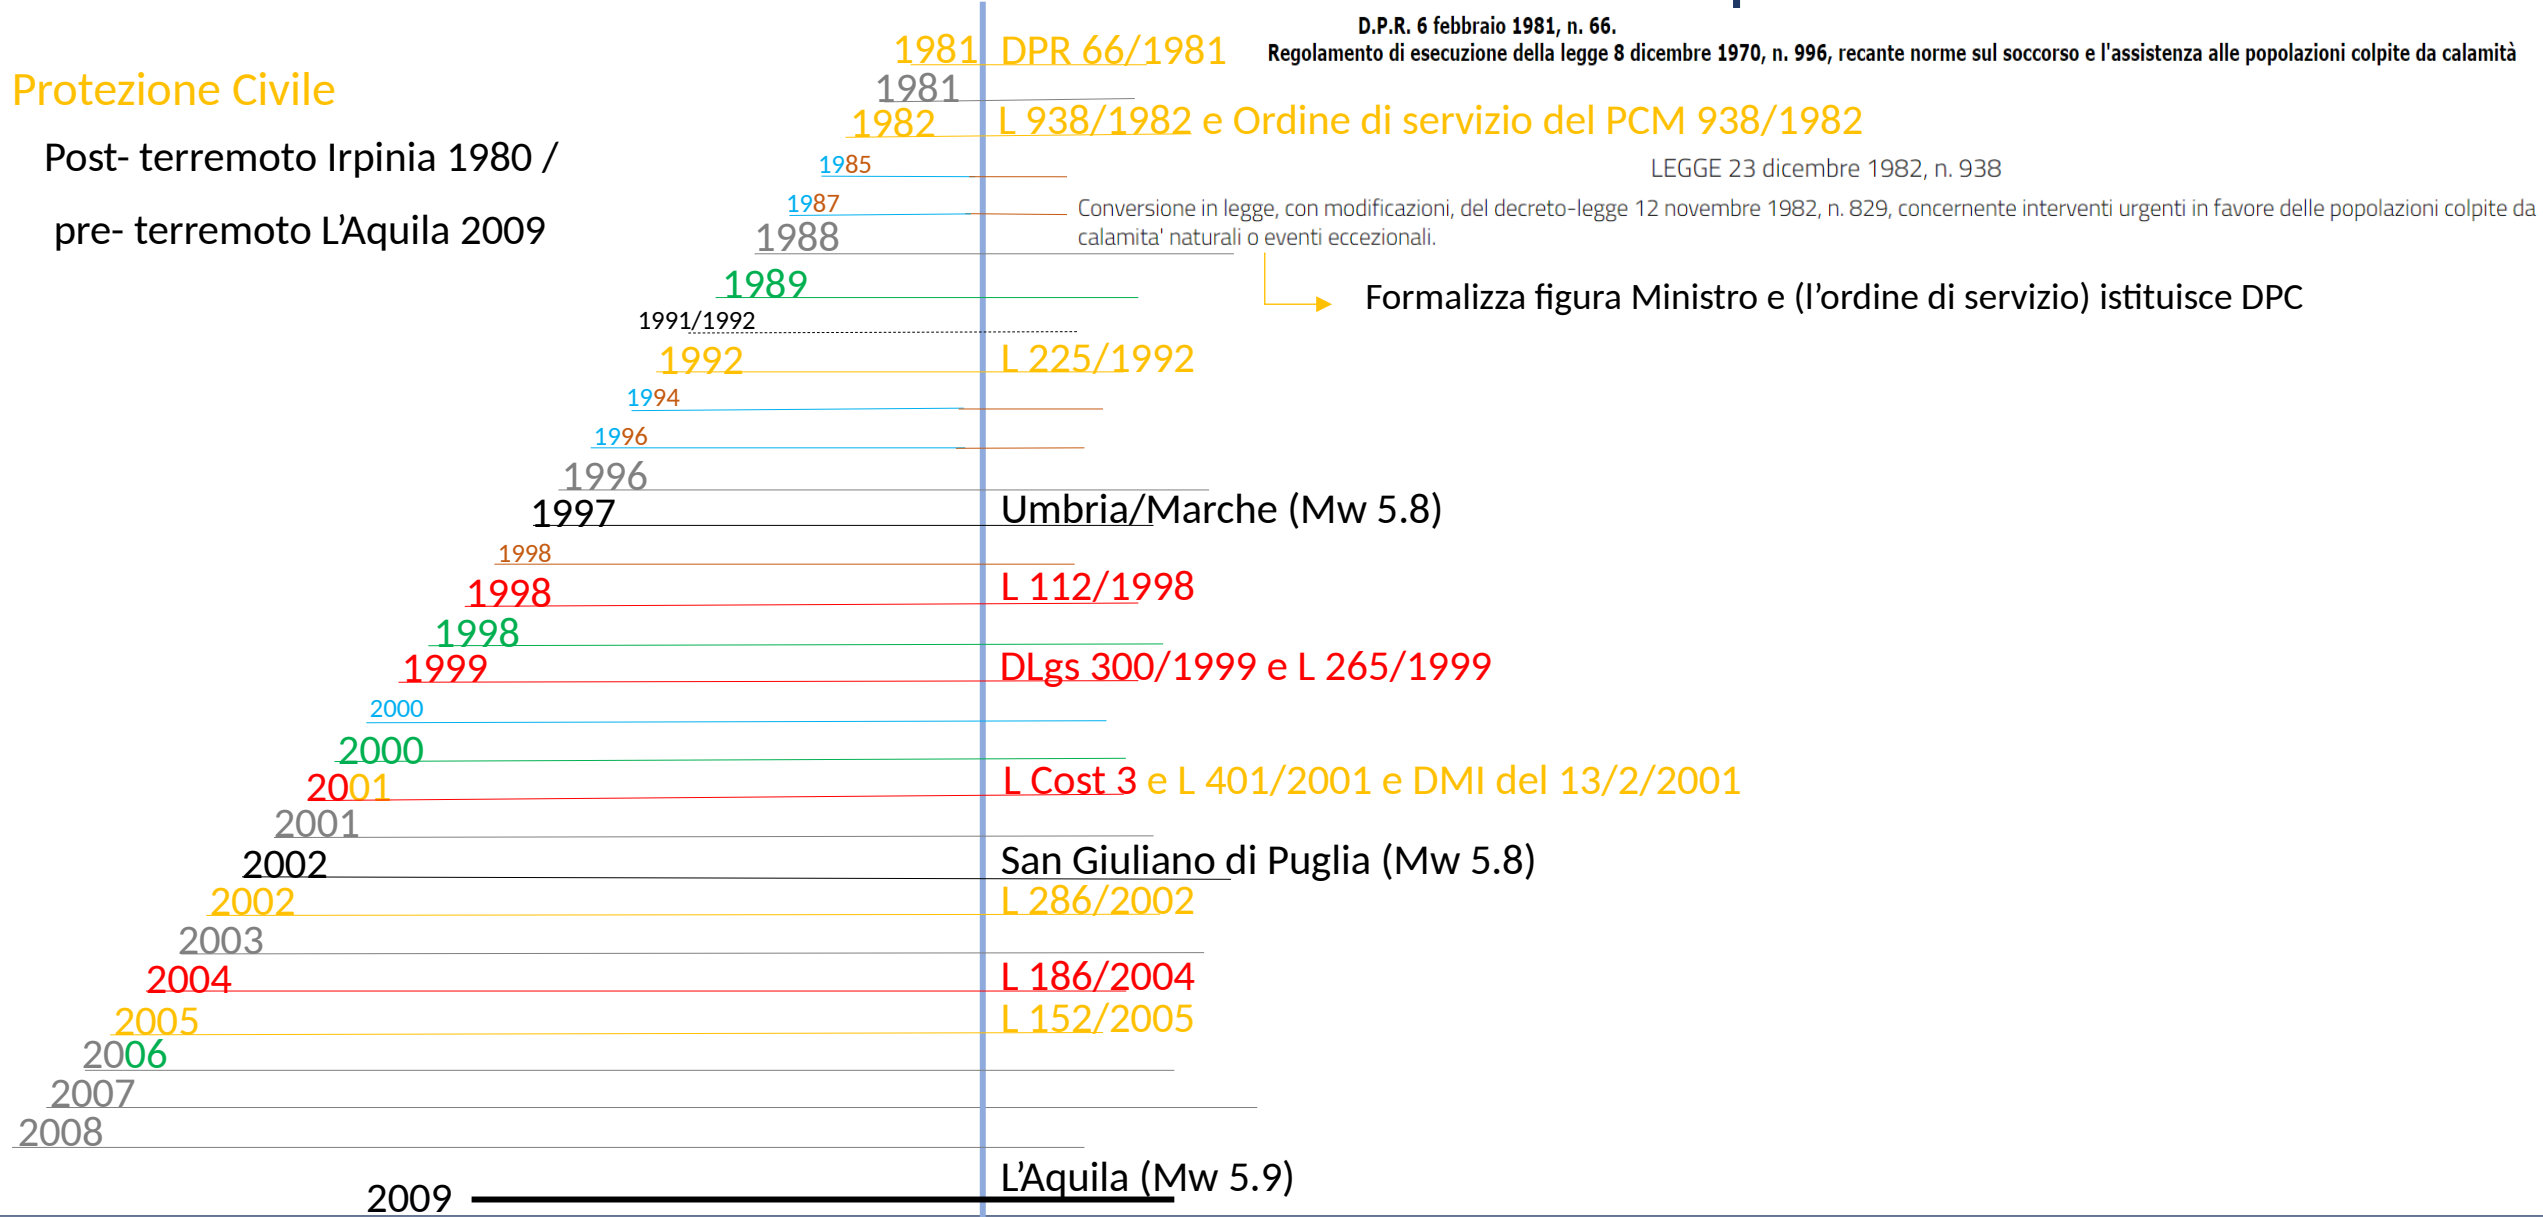 D.P.R. 6 febbraio 1981, n. 66.
1981 DPR 66/1981
Regolamento di esecuzione della legge 8 dicembre 1970, n. 996, recante norme sul soccorso e l'assistenza alle popolazioni colpite da calamità
Protezione Civile
1981
1982 L 938/1982 e Ordine di servizio del PCM 938/1982
Post- terremoto Irpinia 1980 /
1985
LEGGE 23 dicembre 1982, n. 938
1987
Conversione in legge, con modificazioni, del decreto-legge 12 novembre 1982, n. 829, concernente interventi urgenti in favore delle popolazioni colpite da
calamita' naturali o eventi eccezionali.
pre- terremoto L’Aquila 2009
1988
1989
Formalizza figura Ministro e (l’ordine di servizio) istituisce DPC
1991/1992
1992 L 225/1992
1994
1996
1996
1997 Umbria/Marche (Mw 5.8)
1998
1998 L 112/1998
1998
1999 DLgs 300/1999 e L 265/1999
2000
2000
2001 L Cost 3 e L 401/2001 e DMI del 13/2/2001
2001
2002 San Giuliano di Puglia (Mw 5.8)
2002 L 286/2002
2003
2004 L 186/2004
2005 L 152/2005
2006
2007
2008
2009 L’Aquila (Mw 5.9)